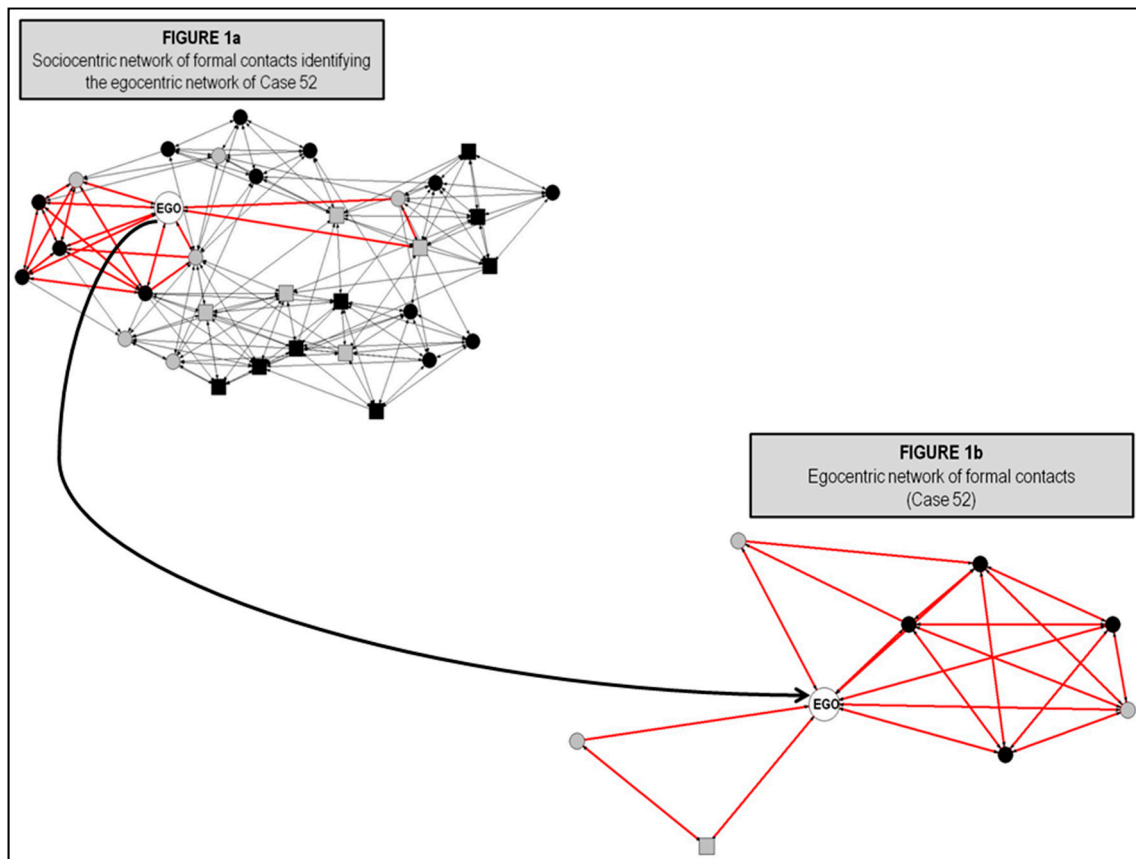 FIGURE 1a
Sociocentric network of formal contacts identifying
the egocentric network of Case 52
EGO
FIGURE 1b
Egocentric network of formal contacts
(Case 52)
EGO